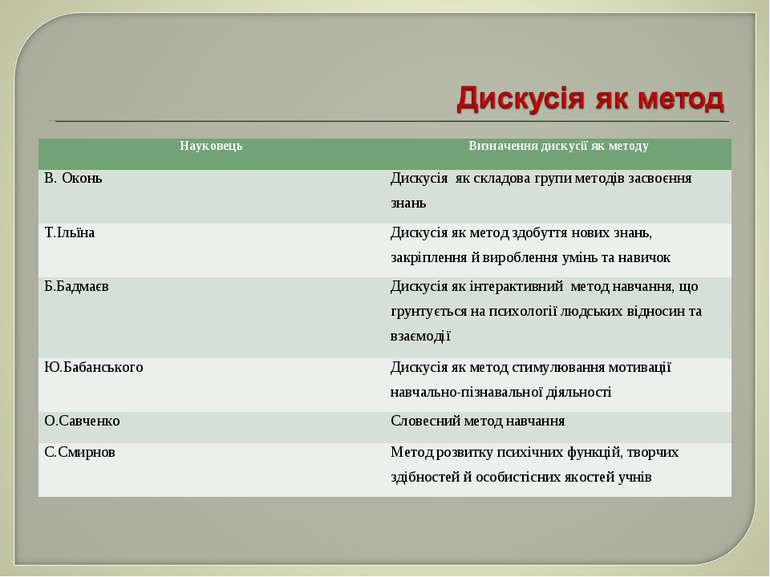 Дискусія як метод
Науковець Визначення дискусії як методу
В. Оконь Дискусія як складова групи методів засвоєння
знань
Т.Ільїна Дискусія як метод здобуття нових знань,
закріплення й вироблення умінь та навичок
Б.Бадмаєв Дискусія як інтерактивний метод навчання, що
грунтується на психології людських відносин та
взаємодії
Ю.Бабанського Дискусія як метод стимулювання мотивації
навчально-пізнавальної діяльності
О.Савченко Словесний метод навчання
С.Смирнов Метод розвитку психічних функцій, творчих
здібностей й особистісних якостей учнів